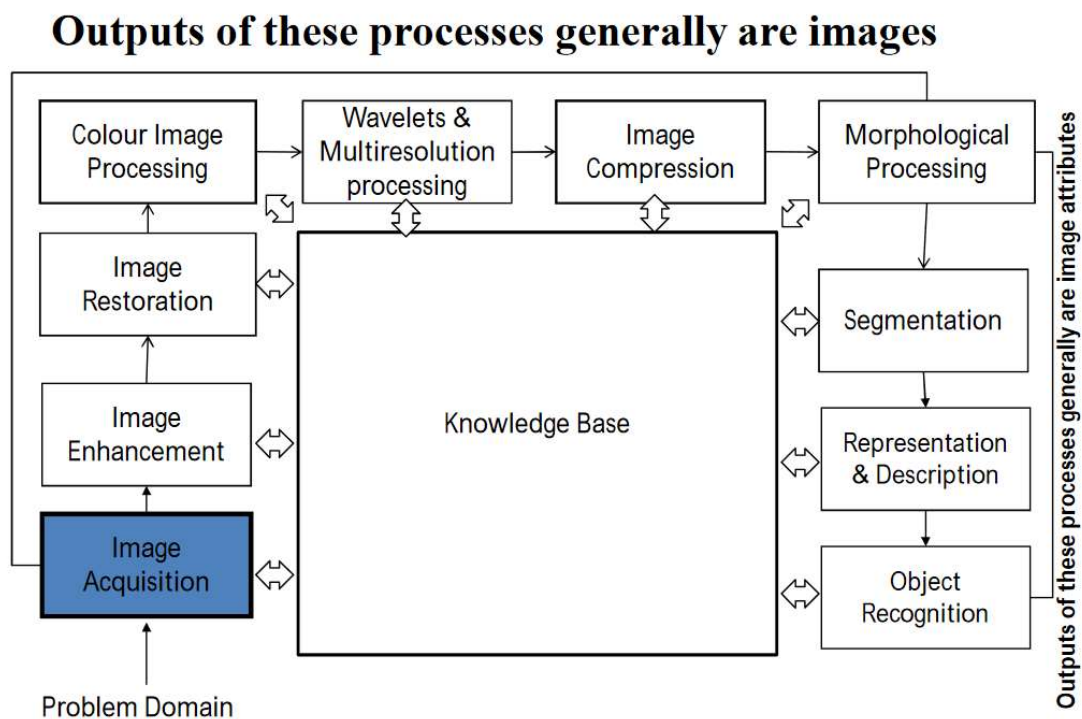 Outputs of these processes generally are images
Colour Image
Processing
Wavelets &
Multiresolution
processing
Image
Compression
Morphological
Processing
Image
Restoration
Segmentation
Image
Enhancement
Knowledge Base
Representation
& Description
Image
Acquisition
Object
Recognition
Problem Domain
Outputs of these processes generally are image attributes